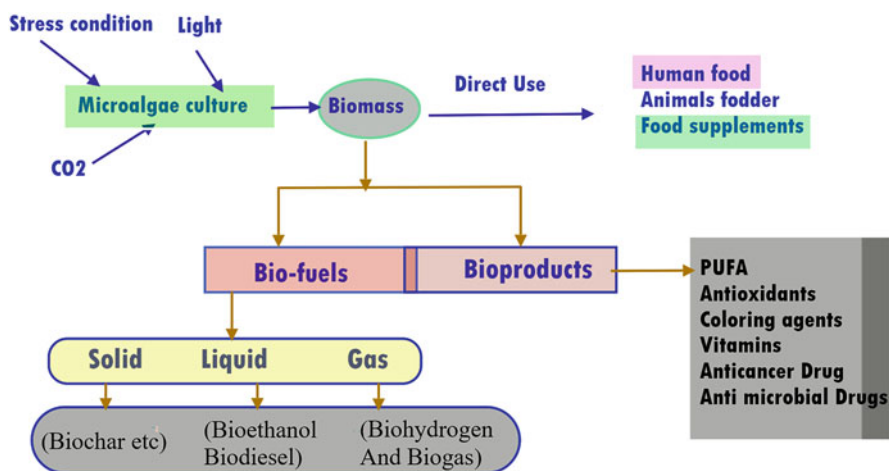 Stress condition
Light
Microalgae culture
CO2
Biomass
Direct Use
Human food
Animals fodder
Food supplements
Bio-fuels
Bioproducts
PUFA
Antioxidants
Coloring agents
Vitamins
Anticancer Drug
Anti microbial Drugs
Solid
Liquid
Gas
(Biochar etc)
(Bioethanol
Biodiesel)
(Biohydrogen
And Biogas)